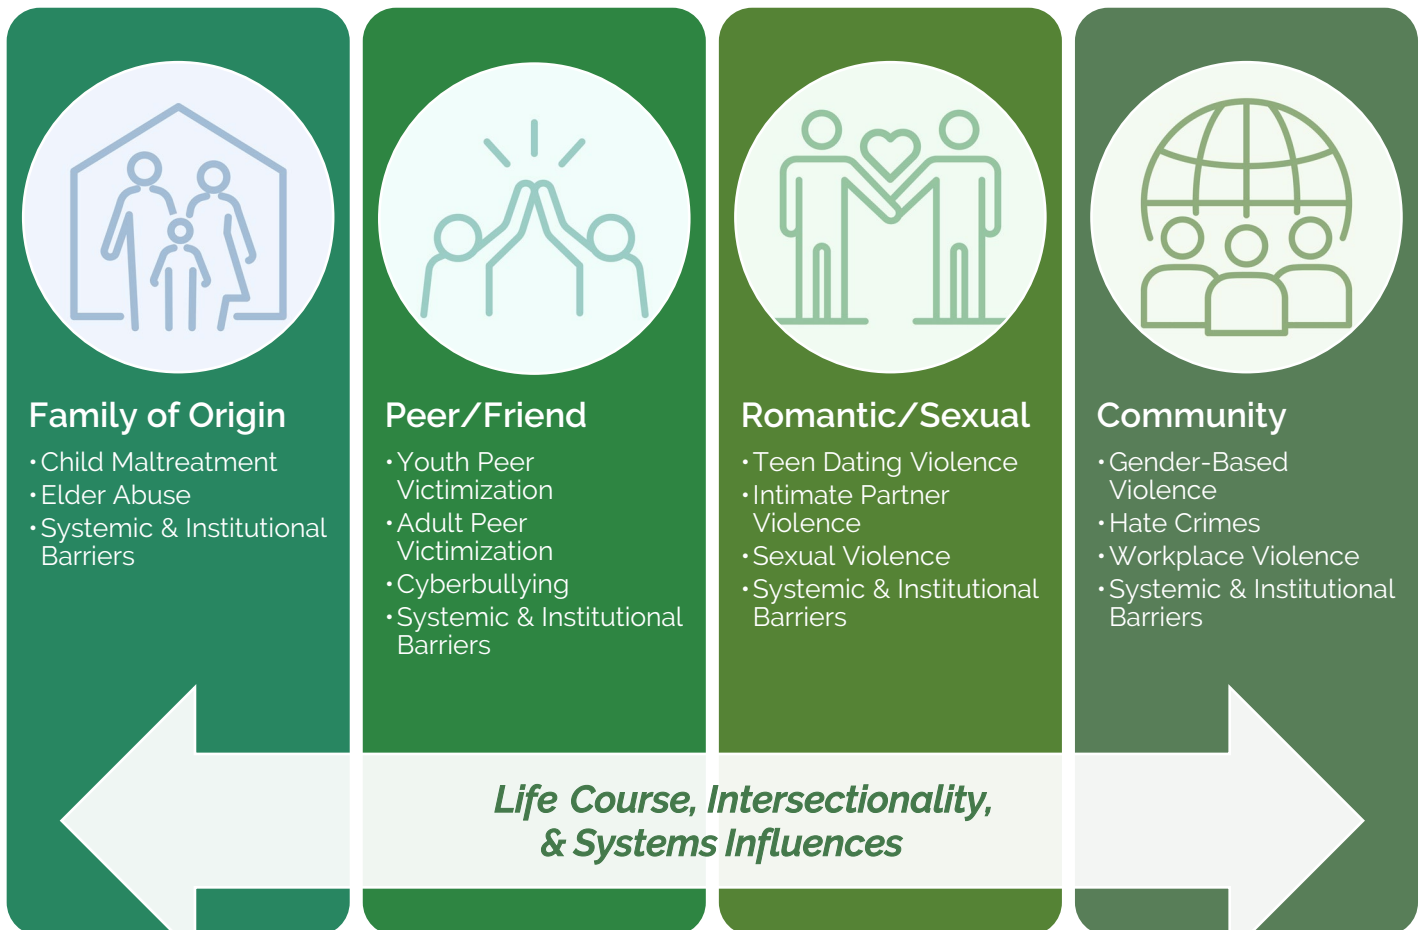 Family of Origin
• Child Maltreatment
• Elder Abuse
• Systemic & Institutional
Barriers
Peer/Friend
• Youth Peer
Victimization
• Adult Peer
Victimization
• Cyberbullying
• Systemic & Institutional
Barriers
Romantic/Sexual
• Teen Dating Violence
• Intimate Partner
Violence
• Sexual Violence
• Systemic & Institutional
Barriers
Community
• Gender-Based
Violence
• Hate Crimes
• Workplace Violence
• Systemic & Institutional
Barriers
Life Course, Intersectionality,
& Systems Influences